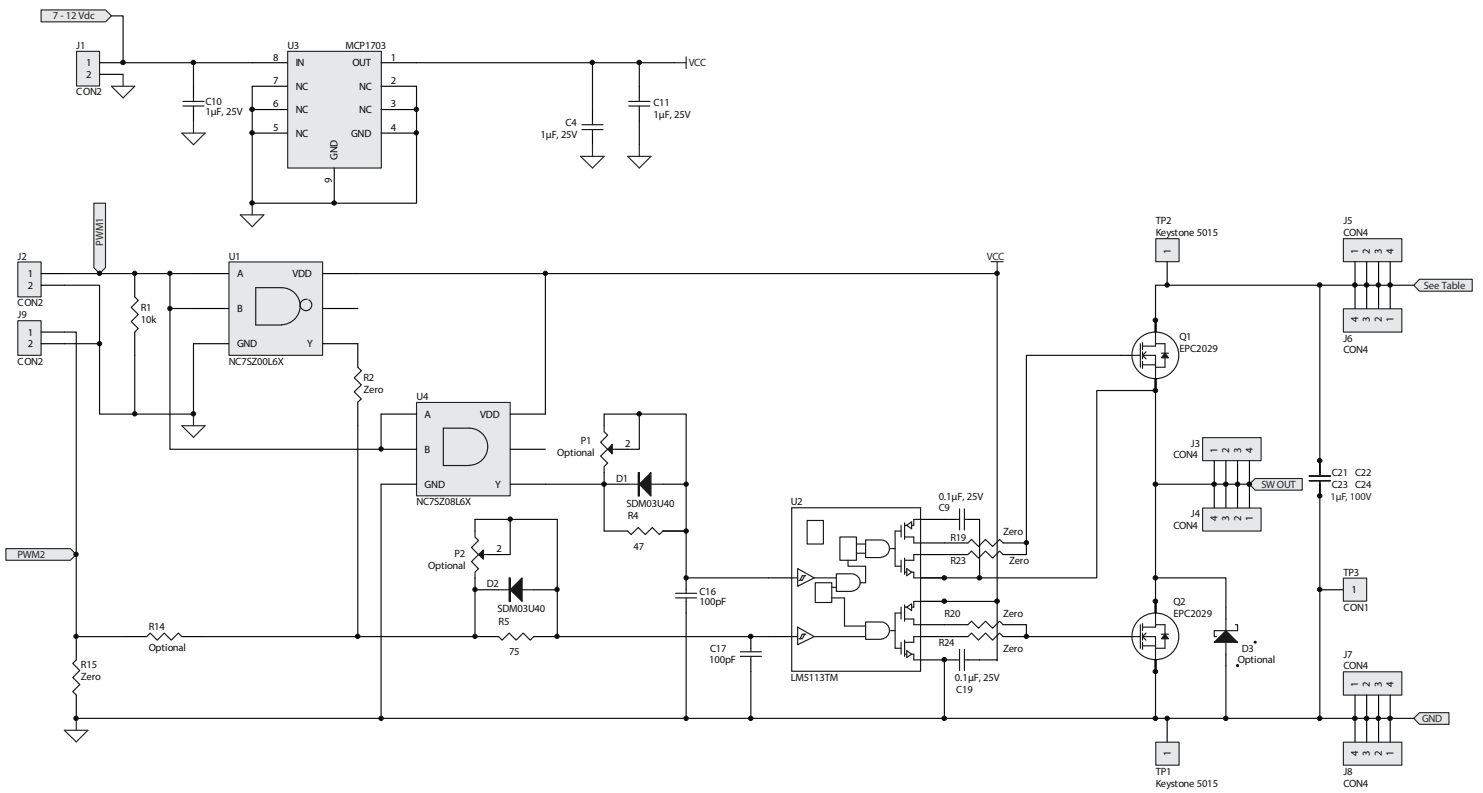 7 - 12 Vdc
J1
1
2
CON2
U3 MCP1703
8 IN OUT 1
VCC
7 NC NC 2
6 NC NC 3
5 NC GND 4
GND
9
C10
1µF, 25V
C4
1µF, 25V
C11
1µF, 25V
PWM1
J2
1
2
CON2
J9
1
2
CON2
R1
10k
U1
A VDD
B
GND Y
NC7SZ00L6X
R2
Zero
U4
A VDD
B
GND Y
NC7SZ08L6X
P1
Optional
2
D1
SDM03U40
R4
47
P2
Optional
2
D2
SDM03U40
R5
75
PWM2
R14
Optional
R15
Zero
C16
100pF
C17
100pF
U2
LM5113TM
0.1µF, 25V
C9
R19 Zero
R23 Zero
R20 Zero
R24 Zero
0.1µF, 25V
C19
VCC
TP2
Keystone 5015
1
Q1
EPC2029
Q2
EPC2029
D3
Optional
J5
CON4
1 2 3 4
See Table
4 3 2 1
J6
CON4
J3
CON4
1 2 3 4
SW OUT
J4
CON4
4 3 2 1
C21 C22
C23 C24
1µF, 100V
TP3
1
CON1
J7
CON4
1 2 3 4
GND
4 3 2 1
J8
CON4
1
TP1
Keystone 5015